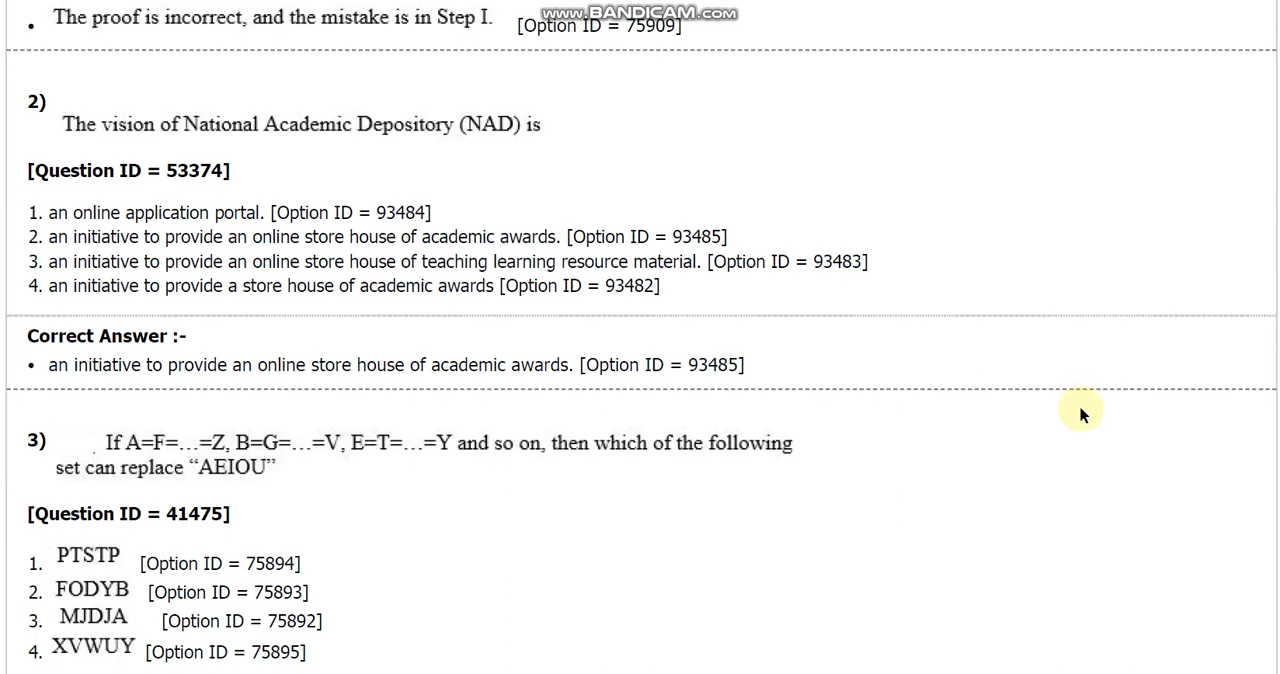 • The proof is incorrect, and the mistake is in Step I. [Option ID = 75909]
www.BANDICAM.com
2)
The vision of National Academic Depository (NAD) is
[Question ID = 53374]
1. an online application portal. [Option ID = 93484]
2. an initiative to provide an online store house of academic awards. [Option ID = 93485]
3. an initiative to provide an online store house of teaching learning resource material. [Option ID = 93483]
4. an initiative to provide a store house of academic awards [Option ID = 93482]
Correct Answer :-
• an initiative to provide an online store house of academic awards. [Option ID = 93485]
3) If A=F=...=Z, B=G=...=V, E=T=...=Y and so on, then which of the following
set can replace “AEIOU”
[Question ID = 41475]
1. PTSTP [Option ID = 75894]
2. FODYB [Option ID = 75893]
3. MJDJA [Option ID = 75892]
4. XVWUY [Option ID = 75895]